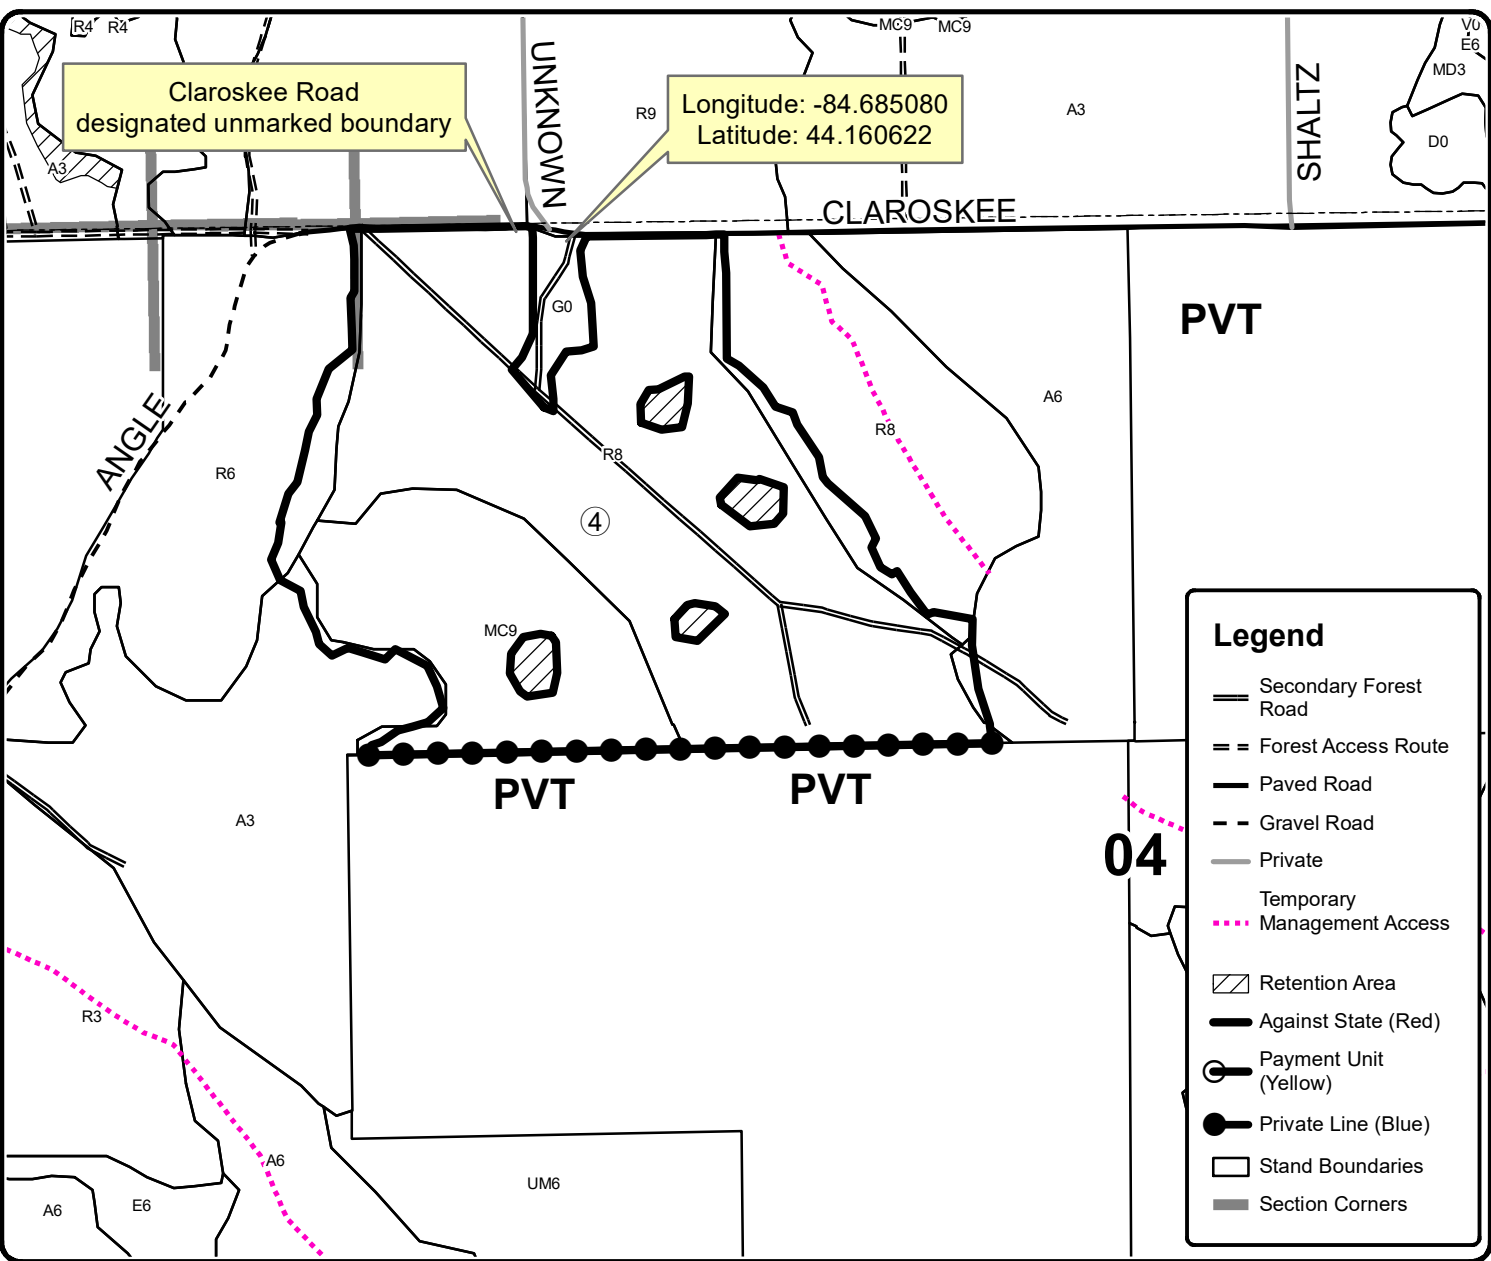 R4
R4
MC9
MC9
V0
E6
MD3
D0
Claroskee Road
designated unmarked boundary
UNKNOWN
R9
Longitude: -84.685080
Latitude: 44.160622
A3
SHALTZ
A3
CLAROSKEE
G0
PVT
A6
ANGLE
R8
R8
R6
4
MC9
PVT
PVT
A3
04
R3
A6
UM6
A6
E6
Legend
Secondary Forest
Road
Forest Access Route
Paved Road
Gravel Road
Private
Temporary
Management Access
Retention Area
Against State (Red)
Payment Unit
(Yellow)
Private Line (Blue)
Stand Boundaries
Section Corners